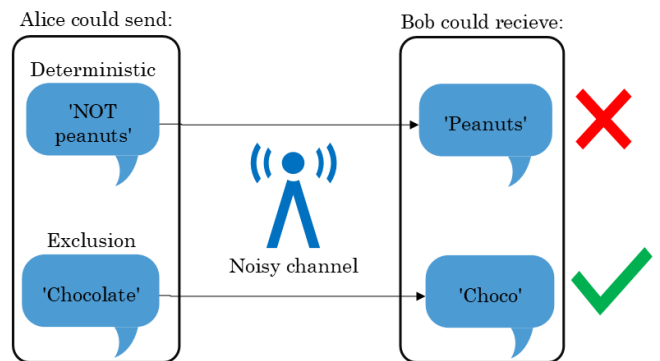 Alice could send:
Bob could recieve:
Deterministic
'NOT
peanuts'
'Peanuts'
Noisy channel
Exclusion
'Chocolate'
'Choco'